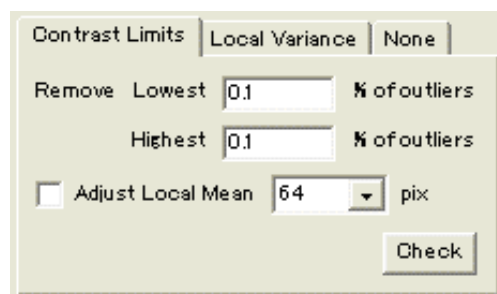 Contrast Limits Local Variance None
Remove Lowest 0.1 % of outliers
Highest 0.1 % of outliers
Adjust Local Mean 64 pix
Check